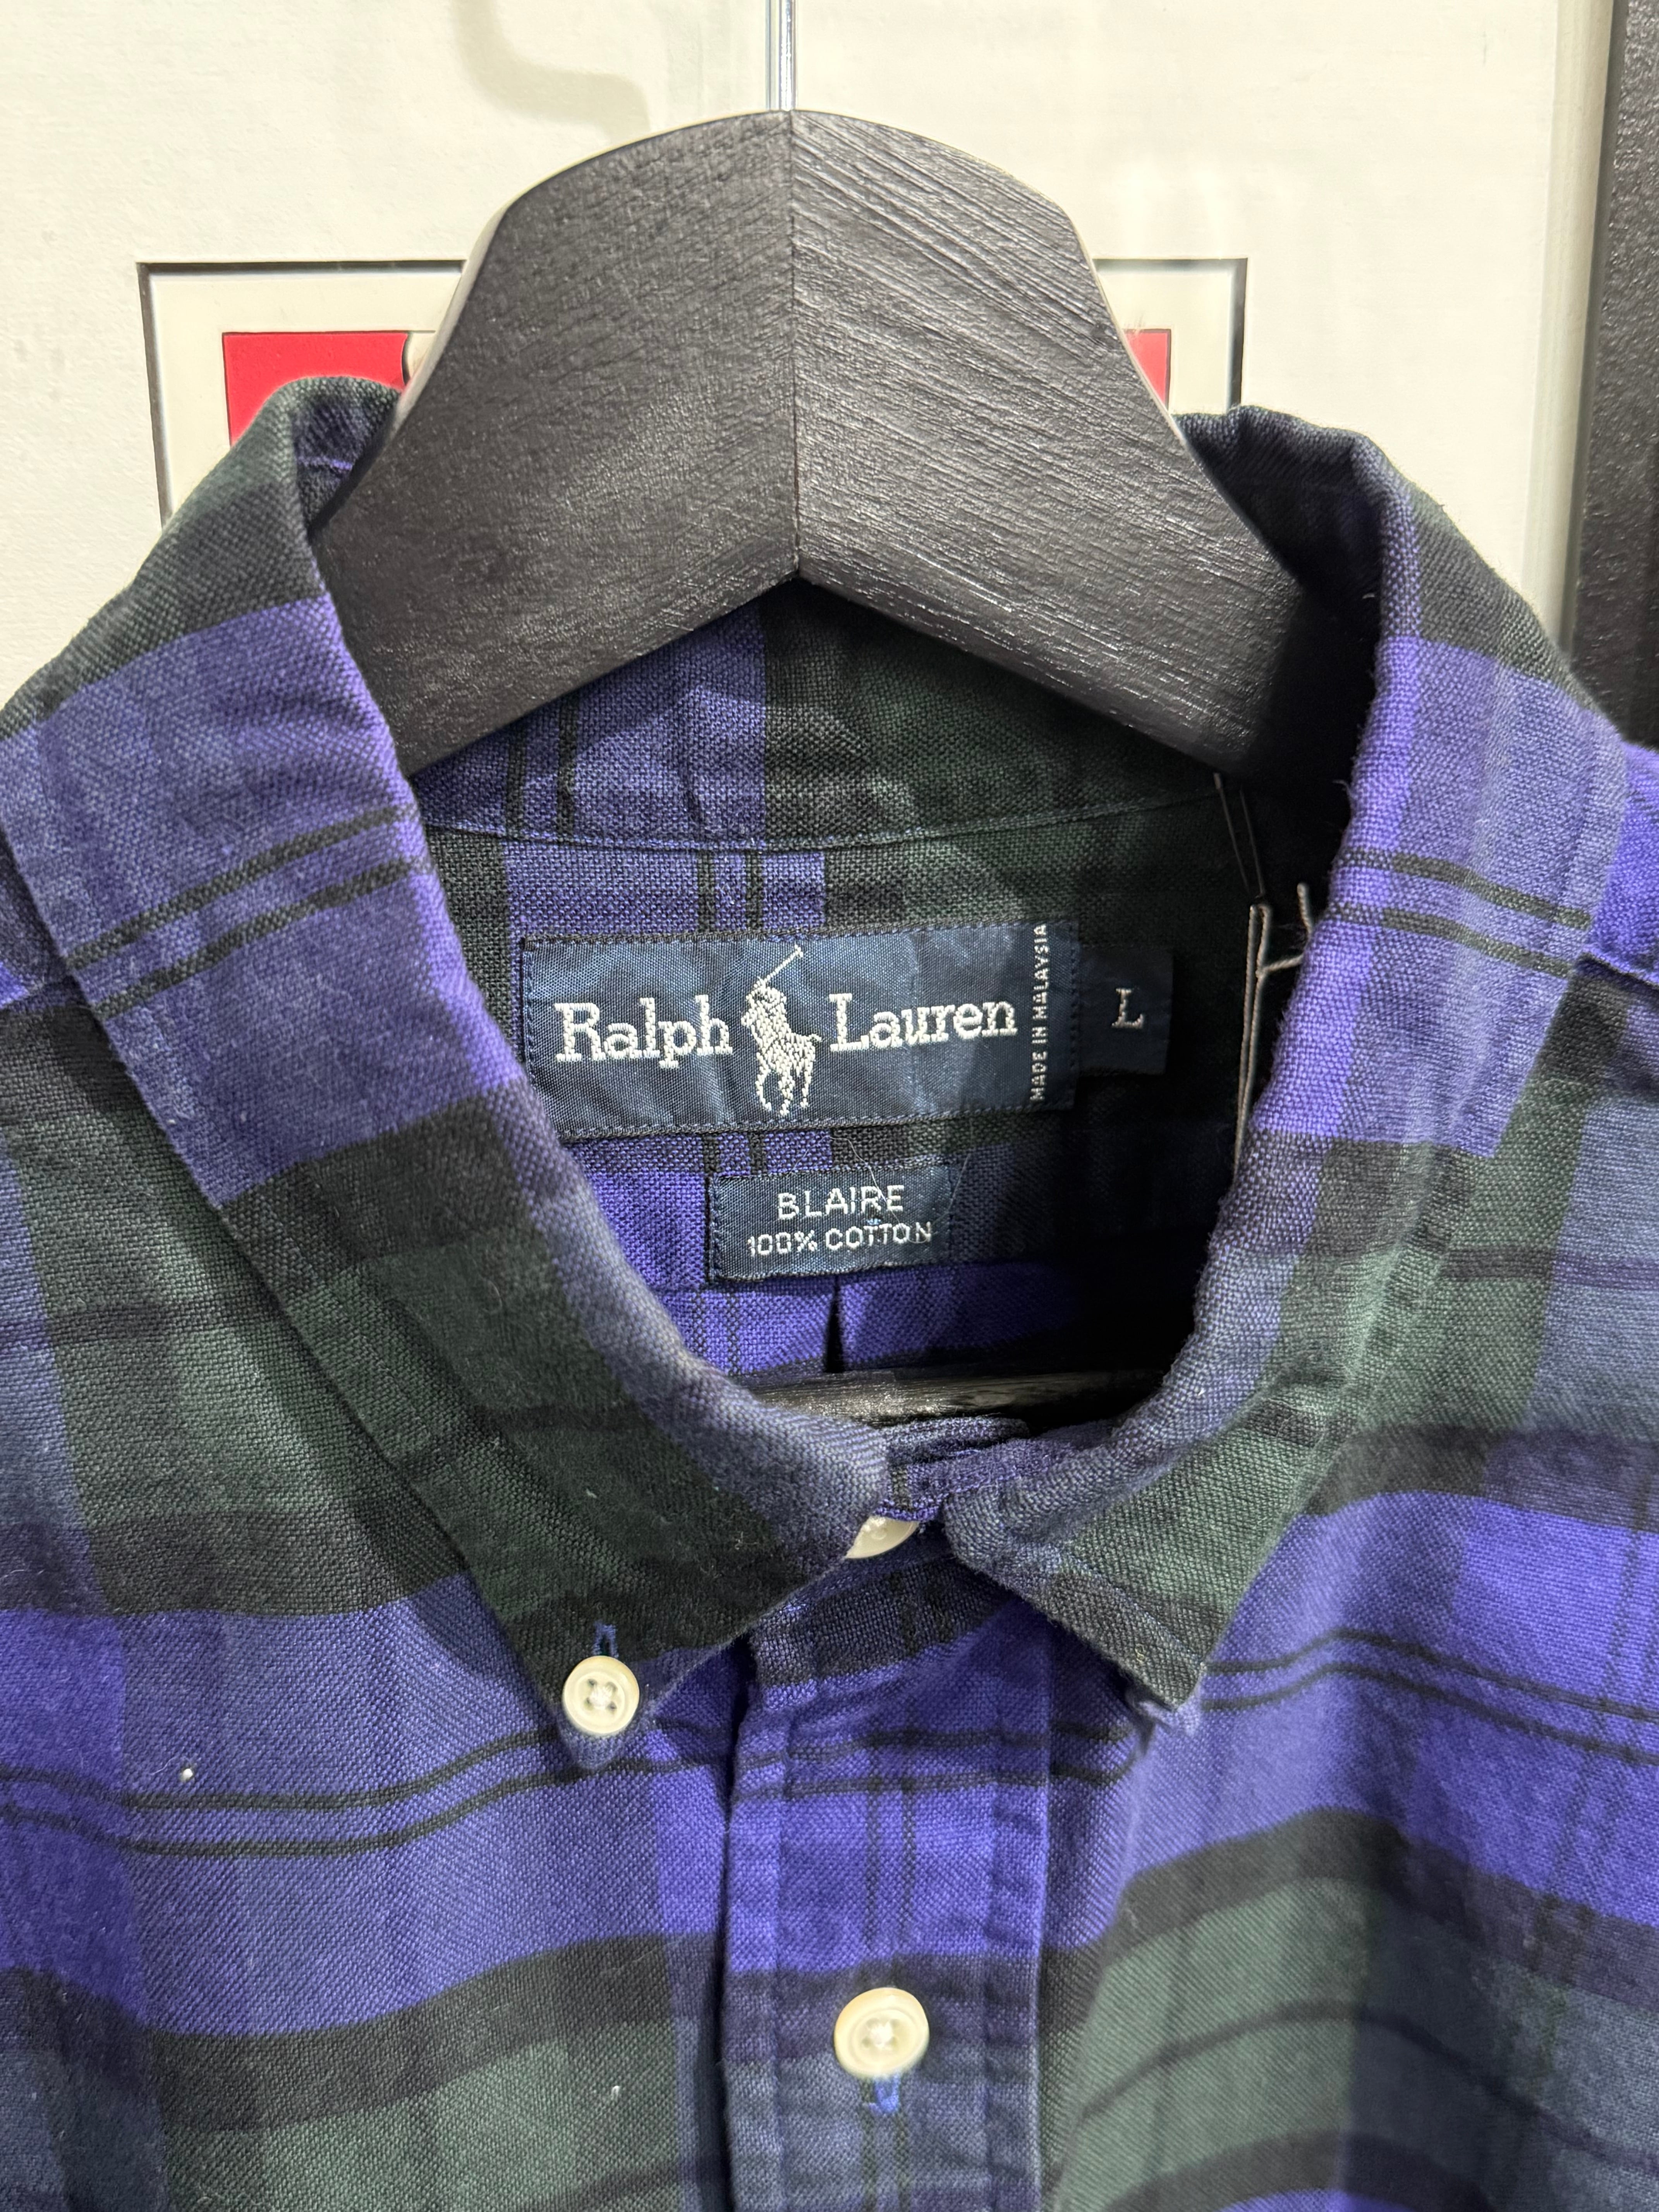 Ralph Lauren
MADE IN MALAYSIA
L
BLAIRE
100% COTTON